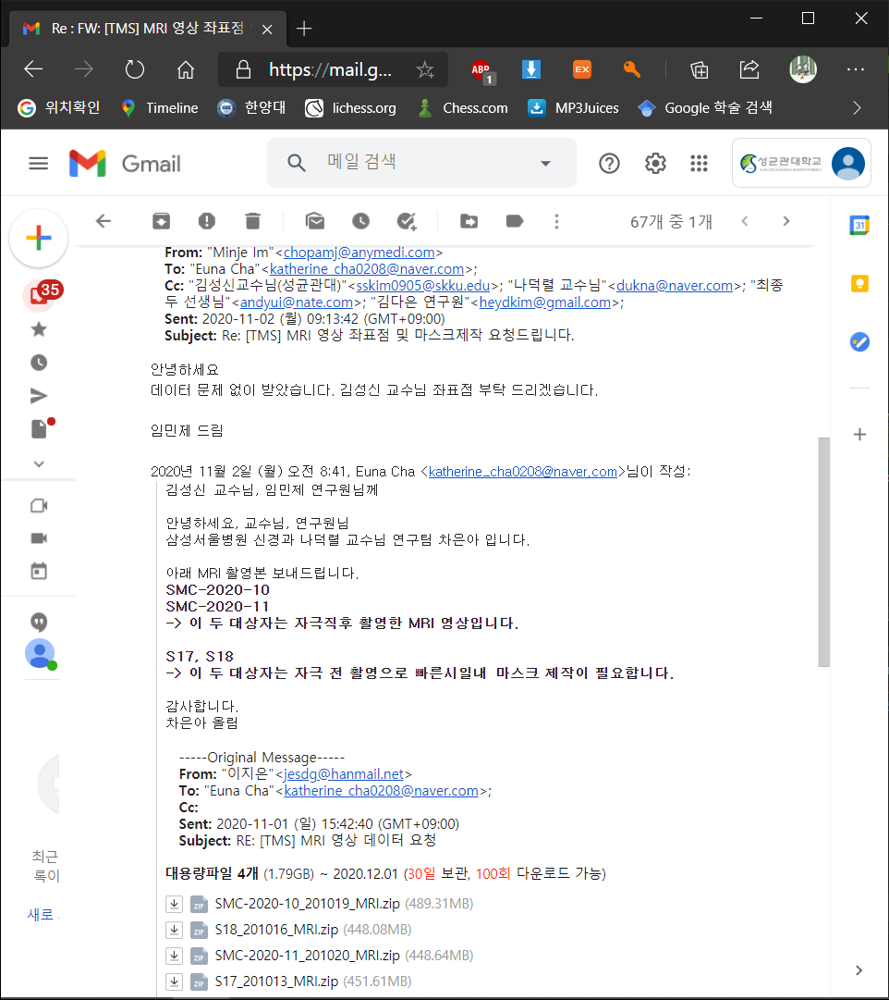 Re : FW: [TMS] MRI 영상 좌표점
https://mail.g...
ABP
1
EX
위치확인
Timeline
한양대
lichess.org
Chess.com
MP3Juices
Google 학술 검색
Gmail
메일 검색
성균관대학교
67개 중 1개
31
35
From: "Minje Im"<chopamj@anymedi.com>
To: "Euna Cha"<katherine_cha0208@naver.com>;
Cc: "김성신교수님(성균관대)"<sskim0905@skku.edu>; "나덕렬 교수님"<dukna@naver.com>; "최종
두 선생님"<andyui@nate.com>; "김다은 연구원"<heydkim@gmail.com>;
Sent: 2020-11-02 (월) 09:13:42 (GMT+09:00)
Subject: Re: [TMS] MRI 영상 좌표점 및 마스크제작 요청드립니다.
안녕하세요
데이터 문제 없이 받았습니다. 김성신 교수님 좌표점 부탁 드리겠습니다.
임민제 드림
2020년 11월 2일 (월) 오전 8:41, Euna Cha <katherine_cha0208@naver.com>님이 작성:
김성신 교수님, 임민제 연구원님께
안녕하세요, 교수님, 연구원님
삼성서울병원 신경과 나덕렬 교수님 연구팀 차은아 입니다.
아래 MRI 촬영본 보내드립니다.
SMC-2020-10
SMC-2020-11
-> 이 두 대상자는 자극직후 촬영한 MRI 영상입니다.
S17, S18
-> 이 두 대상자는 자극 전 촬영으로 빠른시일내 마스크 제작이 필요합니다.
감사합니다.
차은아 올림
-----Original Message-----
From: "이지은"<jesdg@hanmail.net>
To: "Euna Cha"<katherine_cha0208@naver.com>;
Cc:
Sent: 2020-11-01 (일) 15:42:40 (GMT+09:00)
Subject: RE: [TMS] MRI 영상 데이터 요청
최근
록이
새로 .
대용량파일 4개 (1.79GB) ~ 2020.12.01 (30일 보관, 100회 다운로드 가능)
SMC-2020-10_201019_MRI.zip (489.31MB)
S18_201016_MRI.zip (448.08MB)
SMC-2020-11_201020_MRI.zip (448.64MB)
S17_201013_MRI.zip (451.61MB)